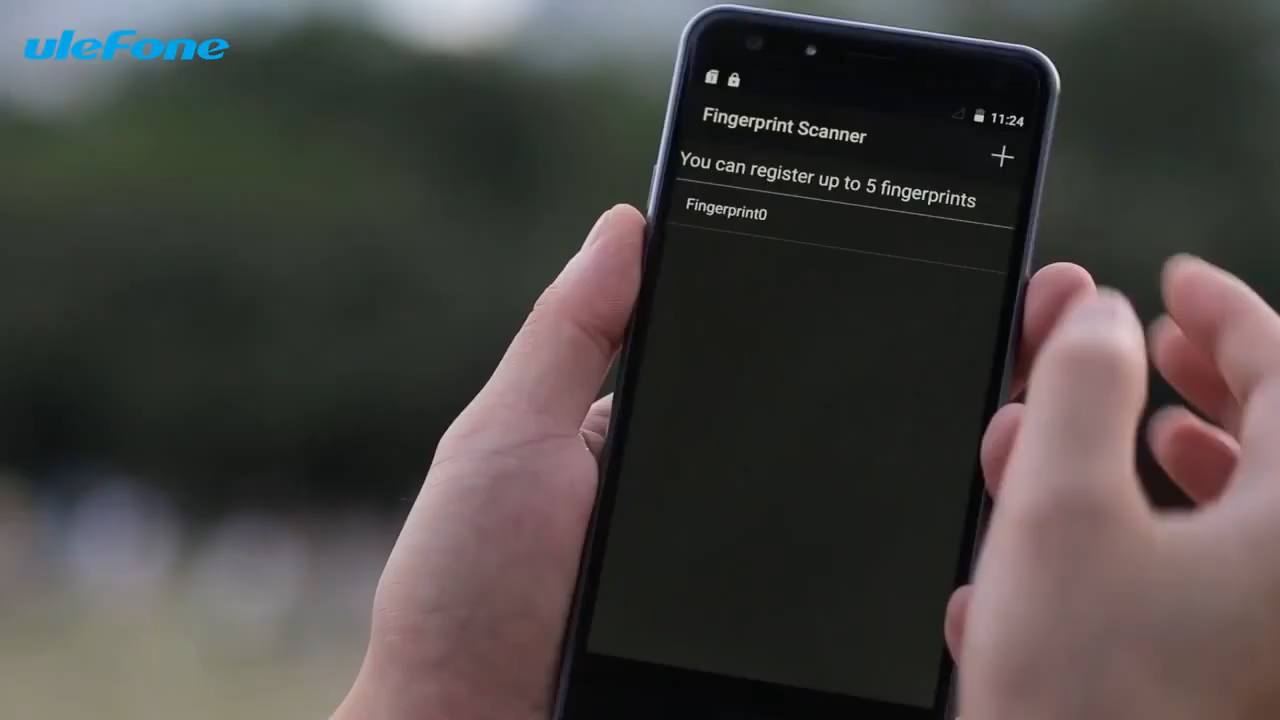 ulefone
11:24
Fingerprint Scanner
You can register up to 5 fingerprints
Fingerprint0